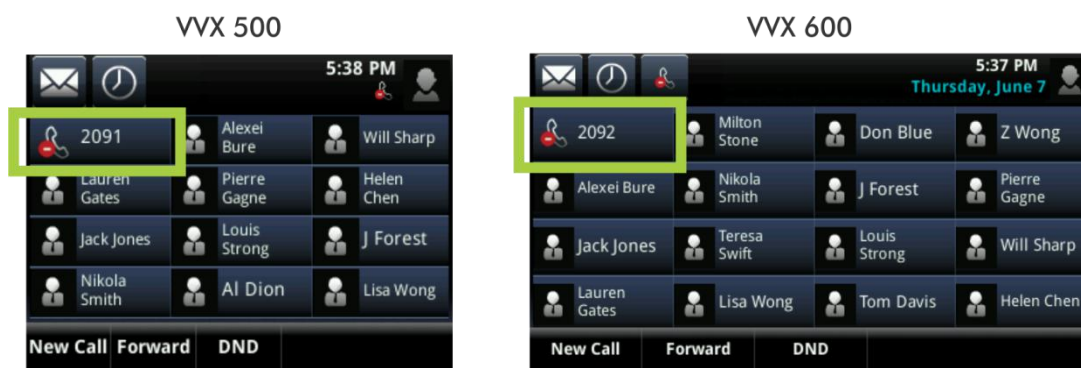 VVX 500
5:38 PM
2091
Alexei
Bure
Will Sharp
Lauren
Gates
Pierre
Gagne
Helen
Chen
Jack Jones
Louis
Strong
J Forest
Nikola
Smith
Al Dion
Lisa Wong
New Call Forward DND
VVX 600
5:37 PM
Thursday, June 7
2092
Milton
Stone
Don Blue
Z Wong
Alexei Bure
Nikola
Smith
J Forest
Pierre
Gagne
Jack Jones
Teresa
Swift
Louis
Strong
Will Sharp
Lauren
Gates
Lisa Wong
Tom Davis
Helen Chen
New Call Forward DND